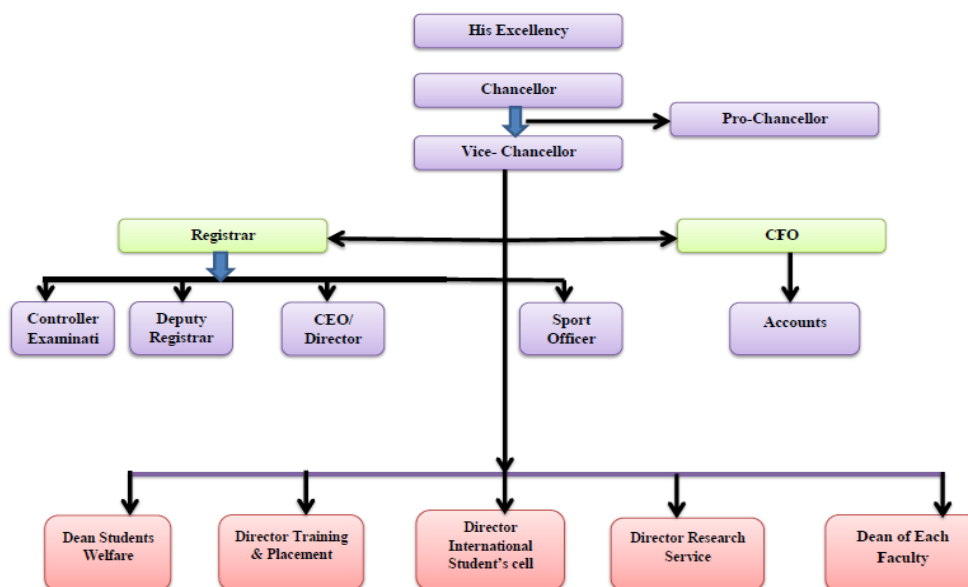 His Excellency
Chancellor
Pro-Chancellor
Vice- Chancellor
Registrar
CFO
Controller
Examinati
Deputy
Registrar
CEO/
Director
Sport
Officer
Accounts
Dean Students
Welfare
Director Training
& Placement
Director
International
Student's cell
Director Research
Service
Dean of Each
Faculty